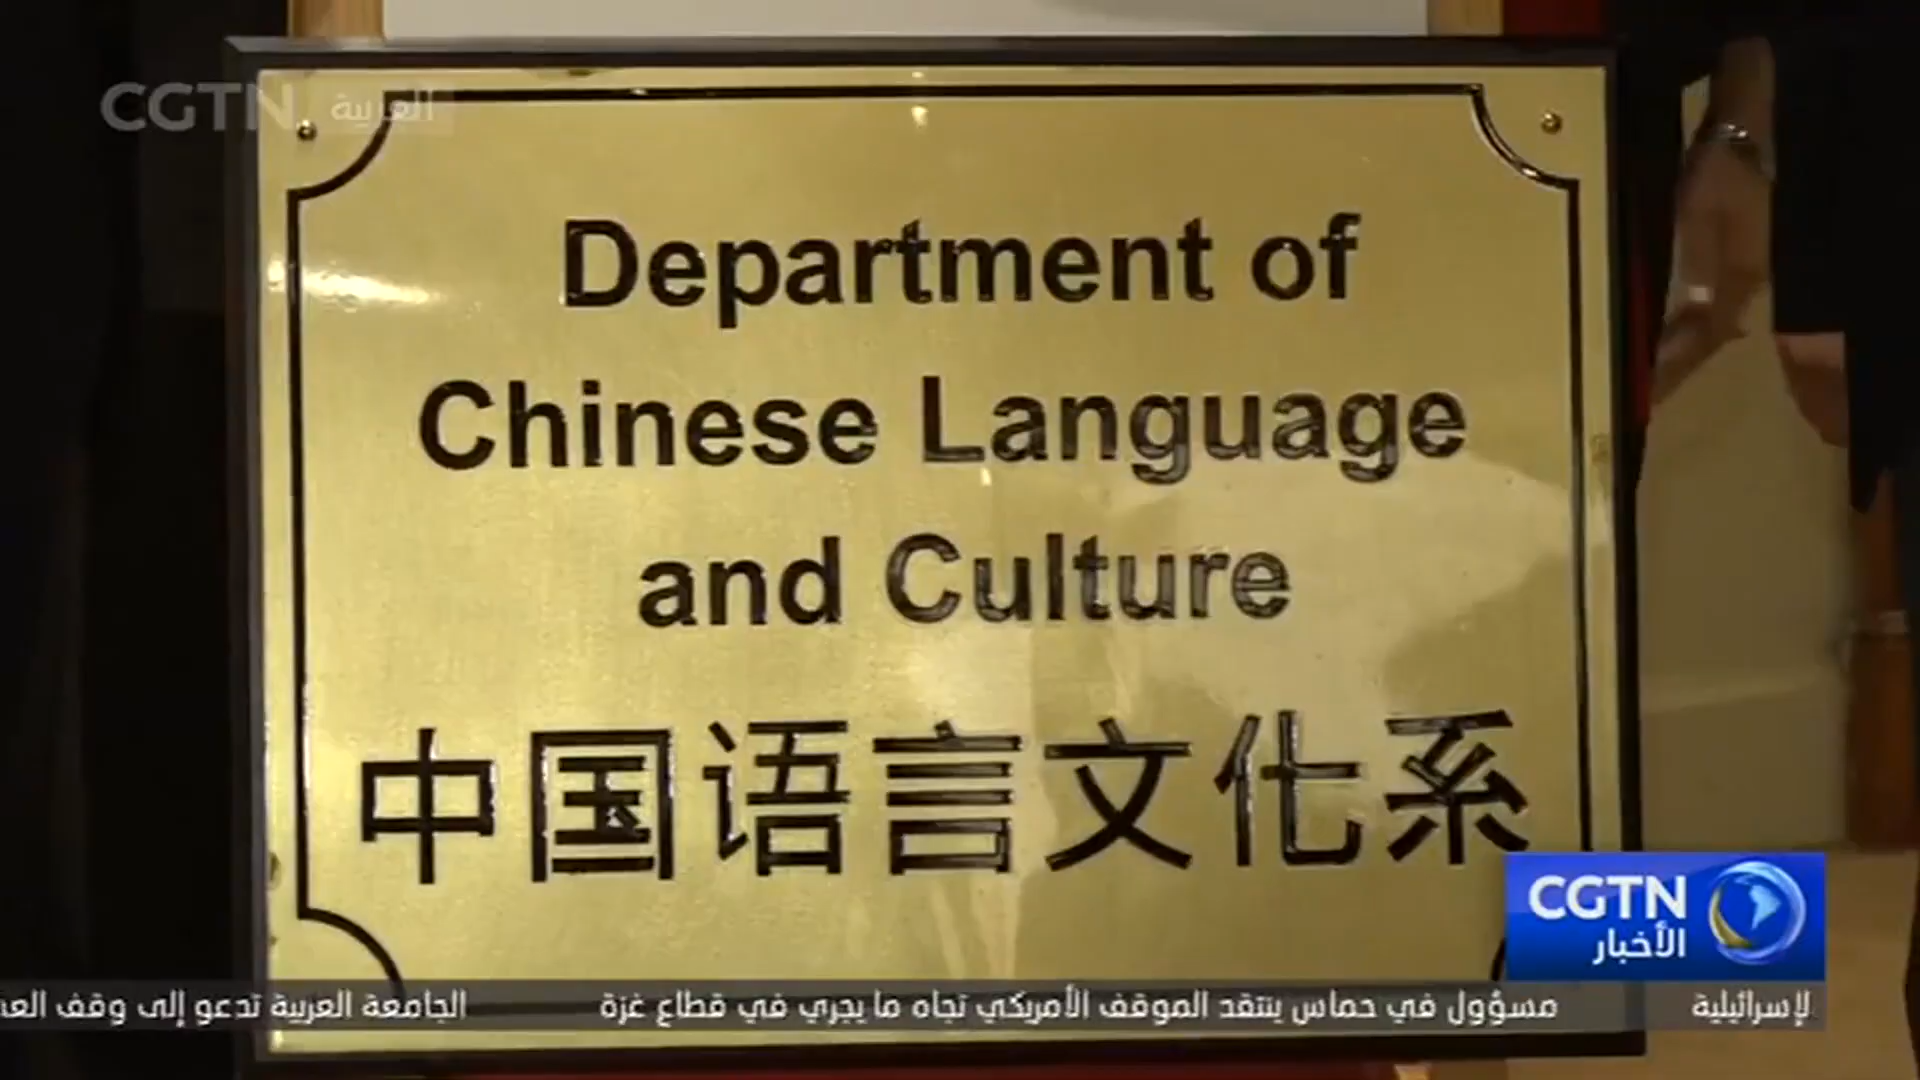 CGTN العربية
Department of
Chinese Language
and Culture
中国语言文化系
CGTN
الأخبار
لإسرائيلية
مسؤول في حماس ينتقد الموقف الأمريكي تجاه ما يجري في قطاع غزة
الجامعة العربية تدعو إلى وقف